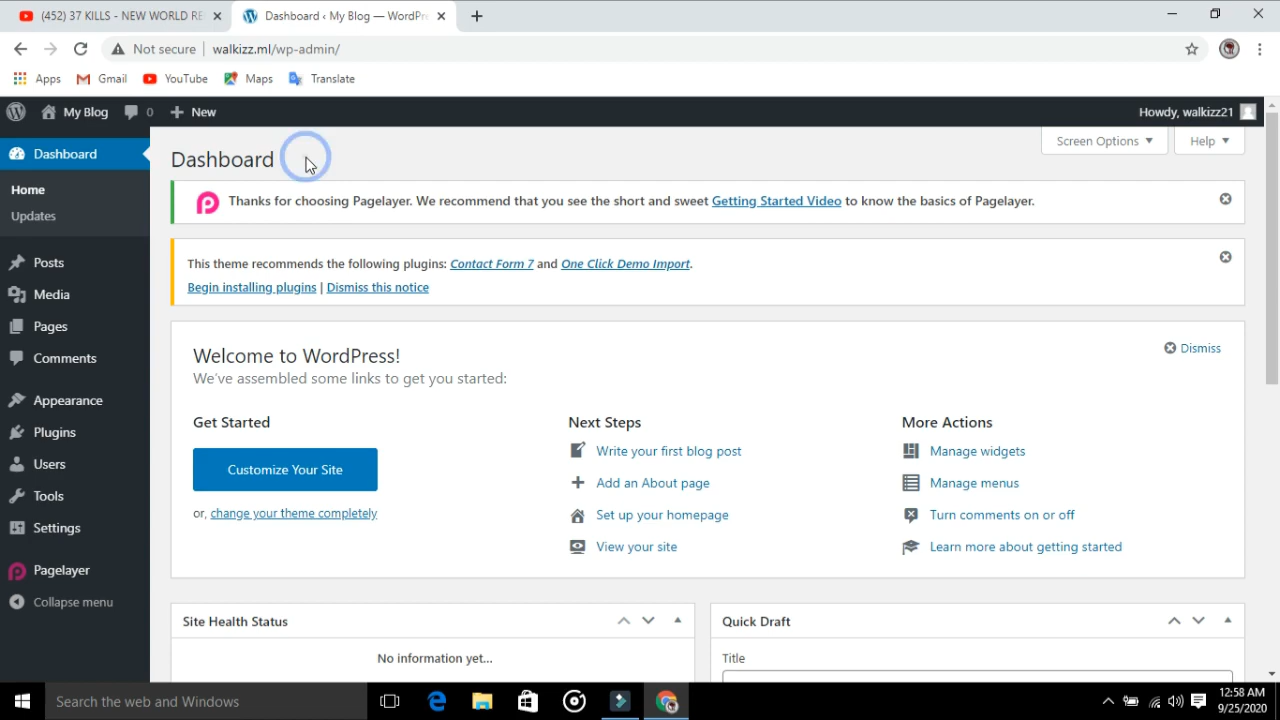 (452) 37 KILLS - NEW WORLD RE
Dashboard ‹ My Blog — WordPre
Not secure | walkizz.ml/wp-admin/
Apps Gmail YouTube Maps Translate
My Blog 0 New Howdy, walkizz21
Screen Options Help
Dashboard
Home
Updates
Posts
Media
Pages
Comments
Appearance
Plugins
Users
Tools
Settings
Pagelayer
Collapse menu
Dashboard
Thanks for choosing Pagelayer. We recommend that you see the short and sweet Getting Started Video to know the basics of Pagelayer.
This theme recommends the following plugins: Contact Form 7 and One Click Demo Import.
Begin installing plugins | Dismiss this notice
Welcome to WordPress!
Dismiss
We've assembled some links to get you started:
Get Started
Customize Your Site
or, change your theme completely
Next Steps
Write your first blog post
Add an About page
Set up your homepage
View your site
More Actions
Manage widgets
Manage menus
Turn comments on or off
Learn more about getting started
Site Health Status
No information yet...
Quick Draft
Title
Search the web and Windows
12:58 AM
9/25/2020